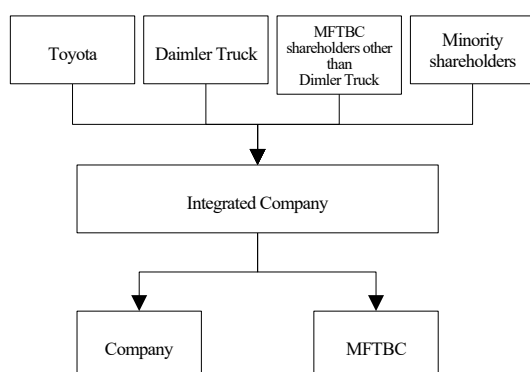 Toyota
Daimler Truck
MFTBC
shareholders other
than
Dimler Truck
Minority
shareholders
Integrated Company
Company
MFTBC